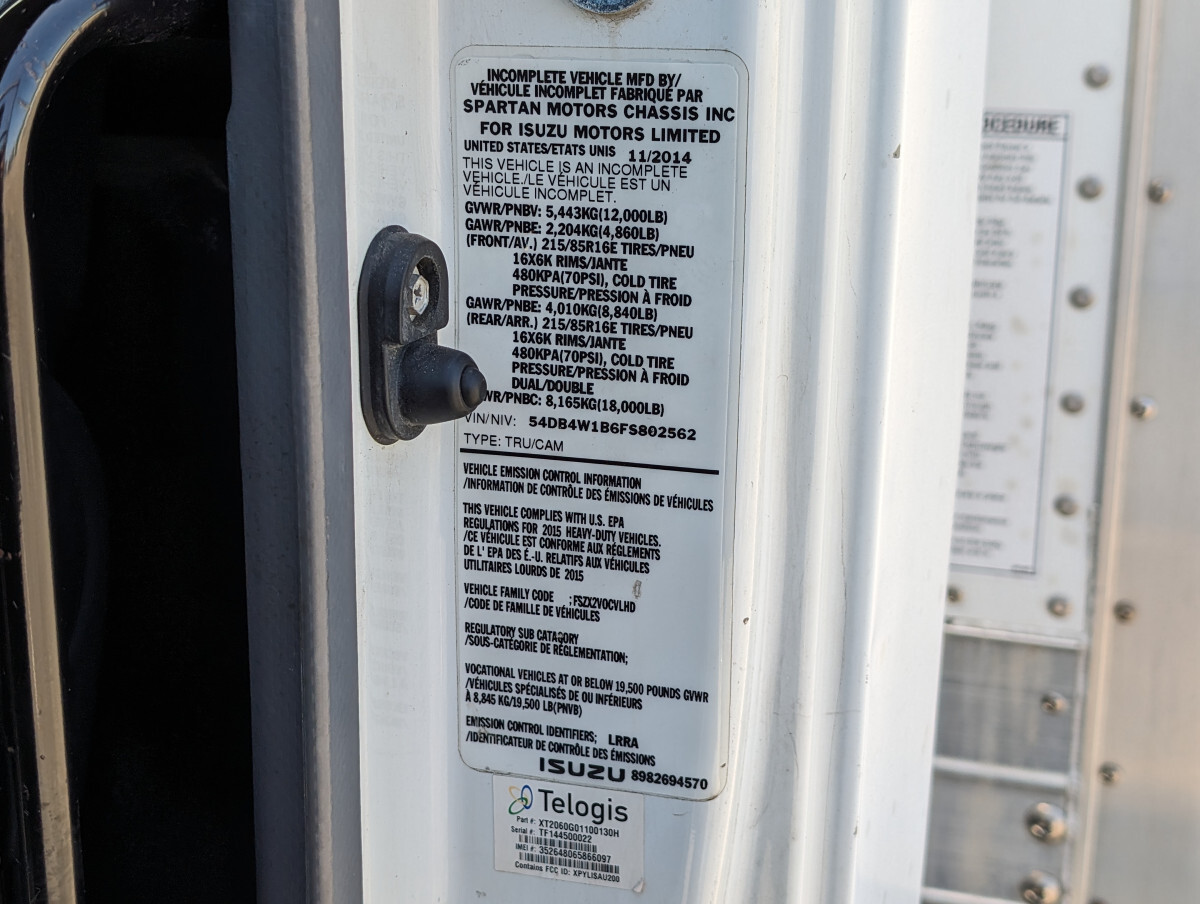 INCOMPLETE VEHICLE MFD BY/
VÉHICULE INCOMPLET FABRIQUÉ PAR
SPARTAN MOTORS CHASSIS INC
FOR ISUZU MOTORS LIMITED
UNITED STATES/ETATS UNIS 11/2014
THIS VEHICLE IS AN INCOMPLETE
VEHICLE./LE VÉHICULE EST UN
VÉHICULE INCOMPLET.
GVWR/PNBV: 5,443KG(12,000LB)
GAWR/PNBE: 2,204KG(4,860LB)
(FRONT/AV.) 215/85R16E TIRES/PNEU
16X6K RIMS/JANTE
480KPA(70PSI), COLD TIRE
PRESSURE/PRESSION À FROID
GAWR/PNBE: 4,010KG(8,840LB)
(REAR/ARR.) 215/85R16E TIRES/PNEU
16X6K RIMS/JANTE
480KPA(70PSI), COLD TIRE
PRESSURE/PRESSION À FROID
DUAL/DOUBLE
WR/PNBC: 8,165KG(18,000LB)
VIN/NIV: 54DB4W1B6FS802562
TYPE: TRU/CAM
VEHICLE EMISSION CONTROL INFORMATION
/INFORMATION DE CONTRÔLE DES ÉMISSIONS DE VÉHICULES
THIS VEHICLE COMPLIES WITH U.S. EPA
REGULATIONS FOR 2015 HEAVY-DUTY VEHICLES.
/CE VÉHICULE EST CONFORME AUX RÉGLEMENTS
DE L' EPA DES É.-U. RELATIFS AUX VÉHICULES
UTILITAIRES LOURDS DE 2015
VEHICLE FAMILY CODE ;FSZX2VOCVLHD
/CODE DE FAMILLE DE VÉHICULES
REGULATORY SUB CATAGORY
/SOUS-CATÉGORIE DE RÉGLEMENTATION;
VOCATIONAL VEHICLES AT OR BELOW 19,500 POUNDS GVWR
/VÉHICULES SPÉCIALISÉS DE OU INFÉRIEURS
À 8,845 KG/19,500 LB(PNVB)
EMISSION CONTROL IDENTIFIERS; LRRA
/IDENTIFICATEUR DE CONTRÔLE DES ÉMISSIONS
ISUZU 8982694570
Telogis
Part #: XT2060G01100130H
Serial #: TF144500022
IMEI #: 352648065866097
Contains FCC ID: XPYLISAU200